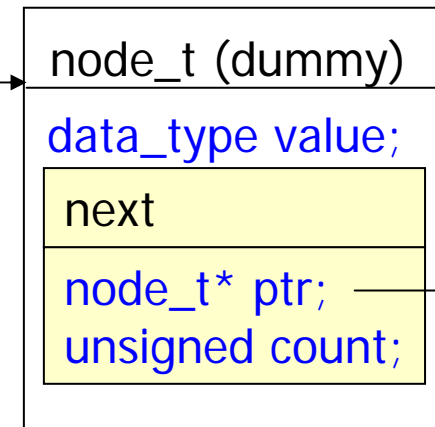 node_t (dummy)
data_type value;
next
node_t* ptr;
unsigned count;